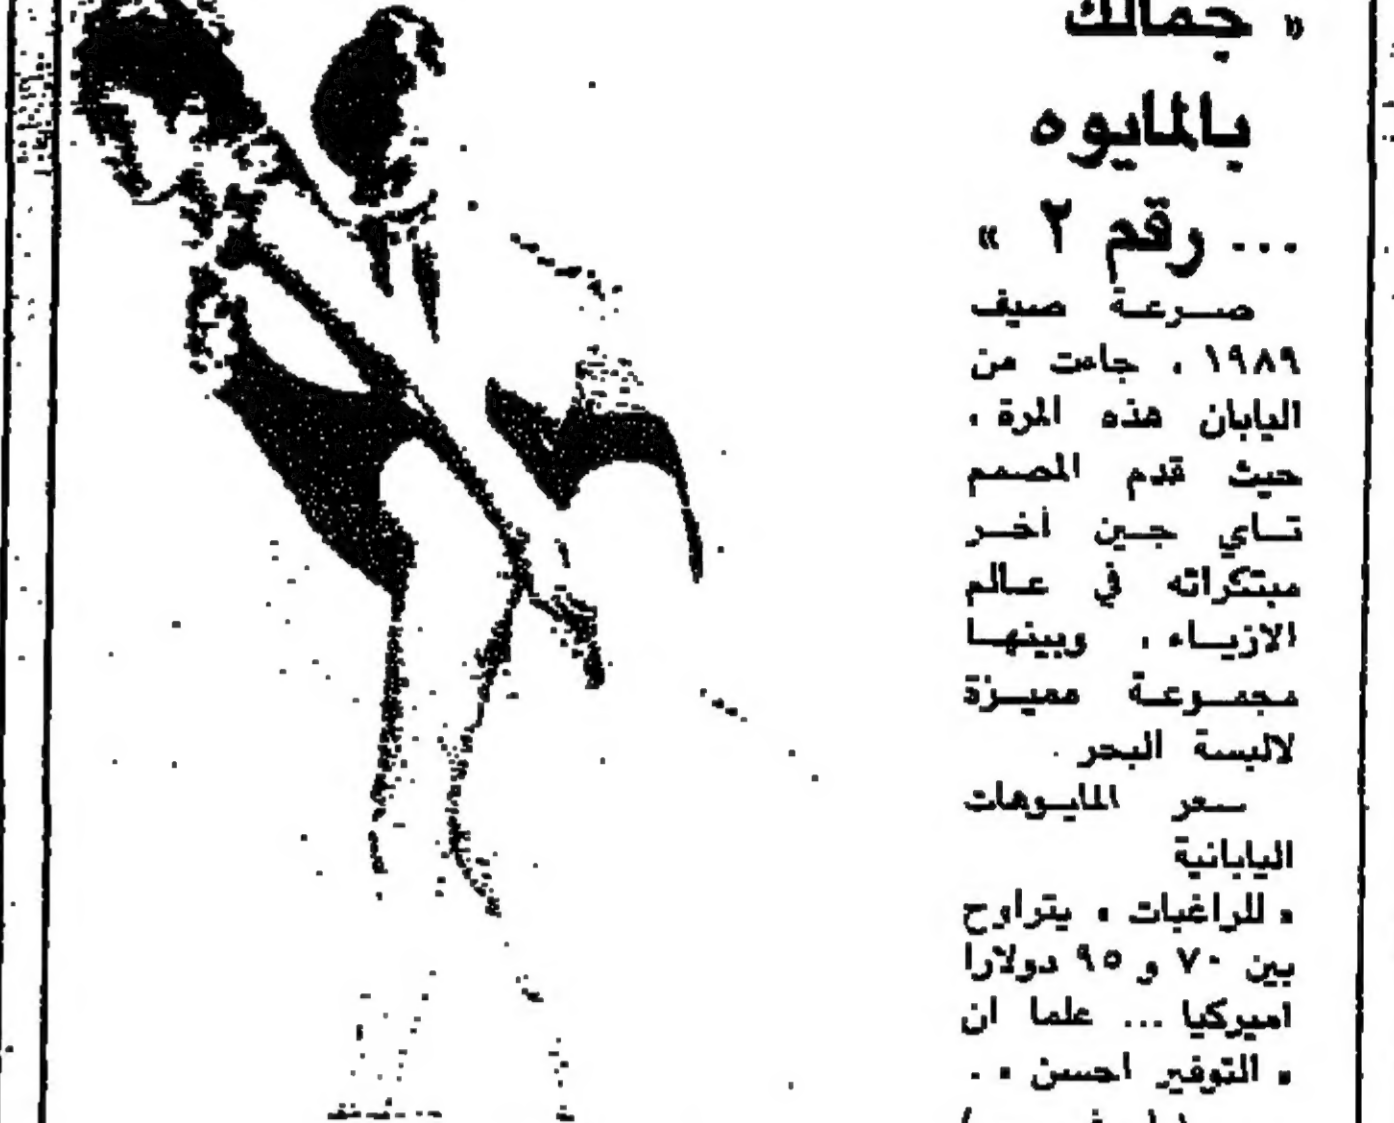 « جمالك
بالمايوه
... رقم ٢ »
صرعة صيف
١٩٨٩ ، جاءت من
اليابان هذه المرة ،
حيث قدم المصمم
تاي جين أخر
مبتكراته في عالم
الازياء ، وبينها
مجموعة مميزة
لالبسة البحر .
سعر المايوهات
اليابانية
« للراغبات » يتراوح
بين ٧٠ و ٩٥ دولارا
اميركيا ... علما ان
« التوفير احسن » .